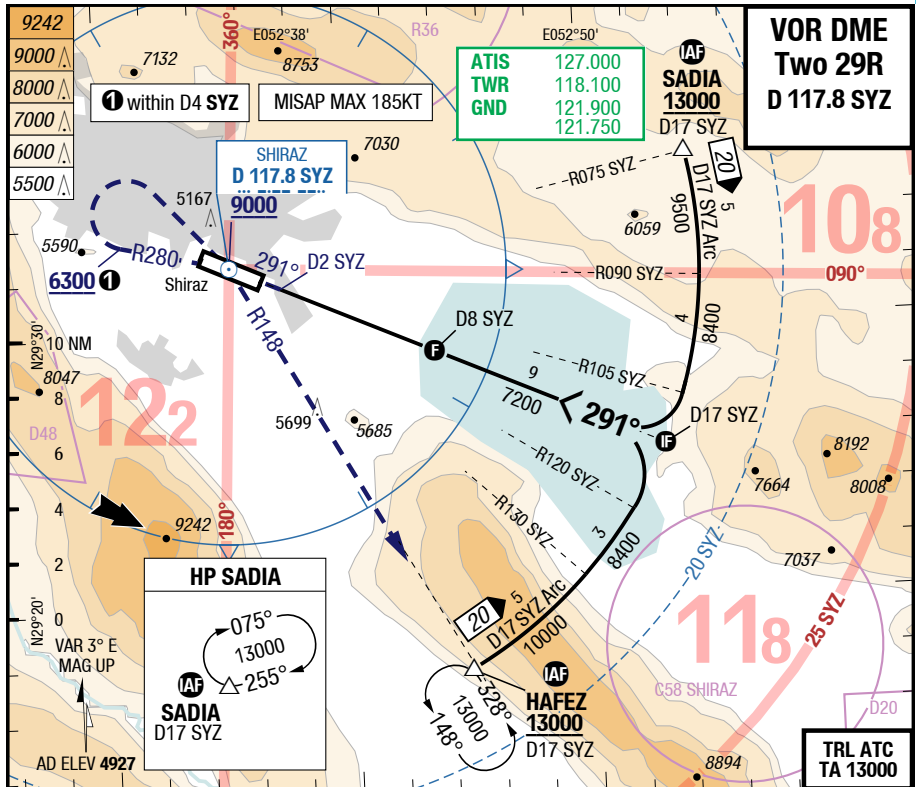 9242
9000
8000
7000
6000
5500
7132
360°
E052°38'
8753
R36
E052°50'
ATIS 127.000
TWR 118.100
GND 121.900
121.750
IAF
SADIA
13000
D17 SYZ
VOR DME
Two 29R
D 117.8 SYZ
1 within D4 SYZ
MISAP MAX 185KT
7030
SHIRAZ
D 117.8 SYZ
9000
5167
R075 SYZ
20
5
D17 SYZ Arc
9500
6059
108
5590
R280
6300 1
Shiraz
291°
D2 SYZ
R090 SYZ
090°
R148
N29°30'
10 NM
D8 SYZ
F
4
8400
R105 SYZ
9
7200
291°
D17 SYZ
IF
8047
8
122
D48
5699
5685
6
R120 SYZ
8192
7664
8008
4
9242
180°
R130 SYZ
3
8400
20 SYZ
7037
2
HP SADIA
075°
13000
255°
IAF
SADIA
D17 SYZ
0
N29°20'
VAR 3° E
MAG UP
AD ELEV 4927
20
5
D17 SYZ Arc
10000
118
25 SYZ
IAF
HAFEZ
13000
D17 SYZ
328°
13000
148°
C58 SHIRAZ
D20
8894
TRL ATC
TA 13000